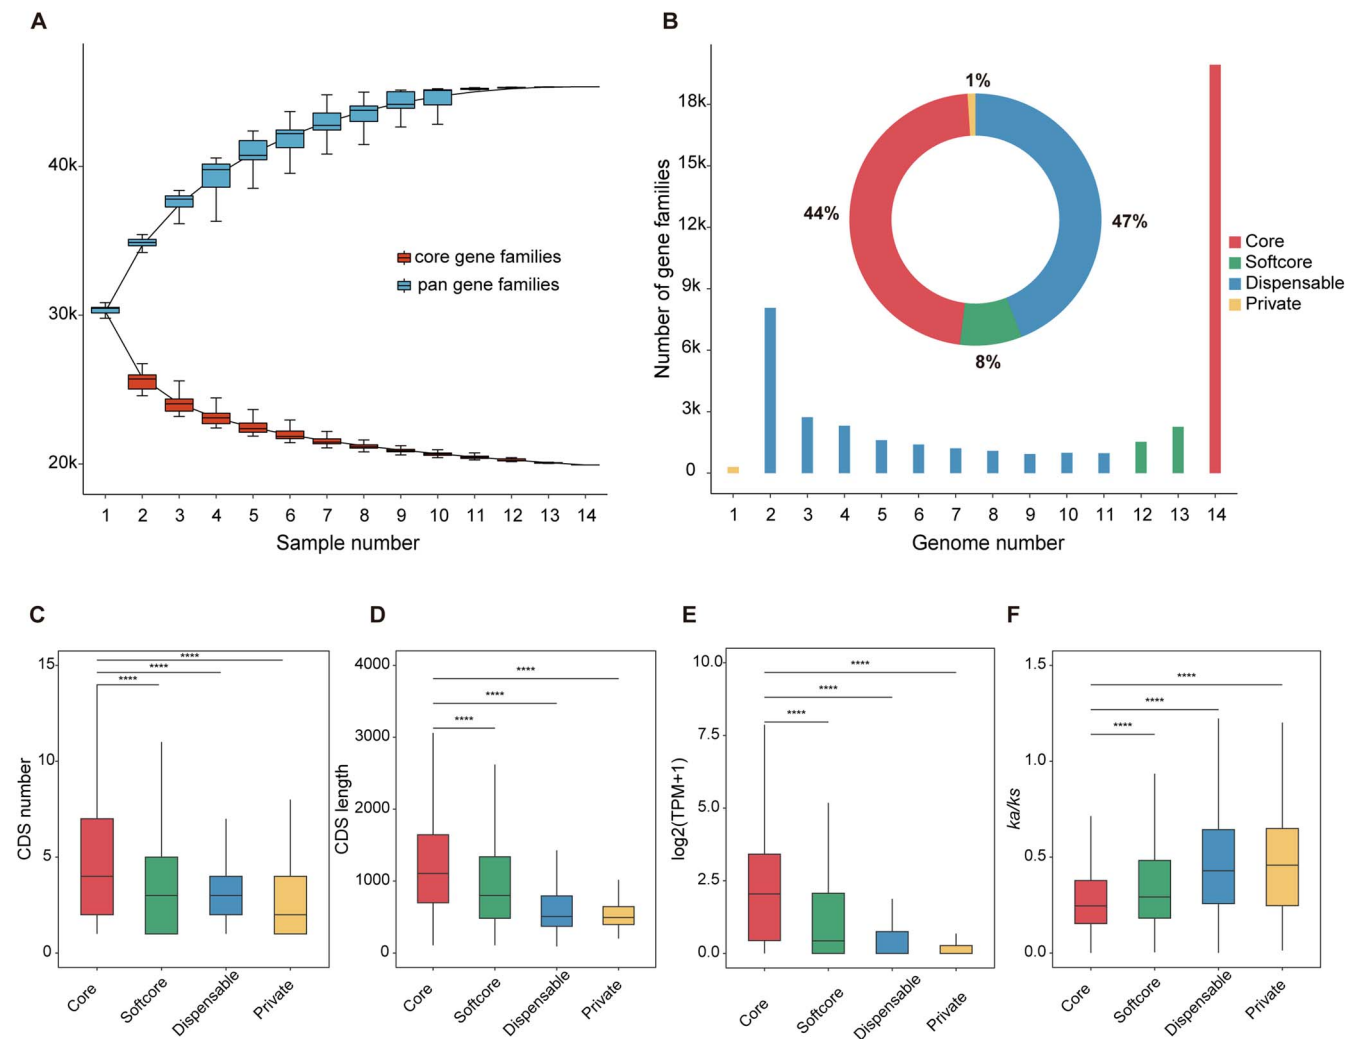 A
40k
30k
20k
core gene families
pan gene families
1 2 3 4 5 6 7 8 9 10 11 12 13 14
Sample number
B
Number of gene families
18k
15k
12k
9k
6k
3k
0
1%
44%
47%
8%
Core
Softcore
Dispensable
Private
1 2 3 4 5 6 7 8 9 10 11 12 13 14
Genome number
C
CDS number
15
10
5
0
****
****
****
Core
Softcore
Dispensable
Private
D
CDS length
4000
3000
2000
1000
0
****
****
****
Core
Softcore
Dispensable
Private
E
log2(TPM+1)
10.0
7.5
5.0
2.5
0.0
****
****
****
Core
Softcore
Dispensable
Private
F
ka/ks
1.5
1.0
0.5
0.0
****
****
****
Core
Softcore
Dispensable
Private